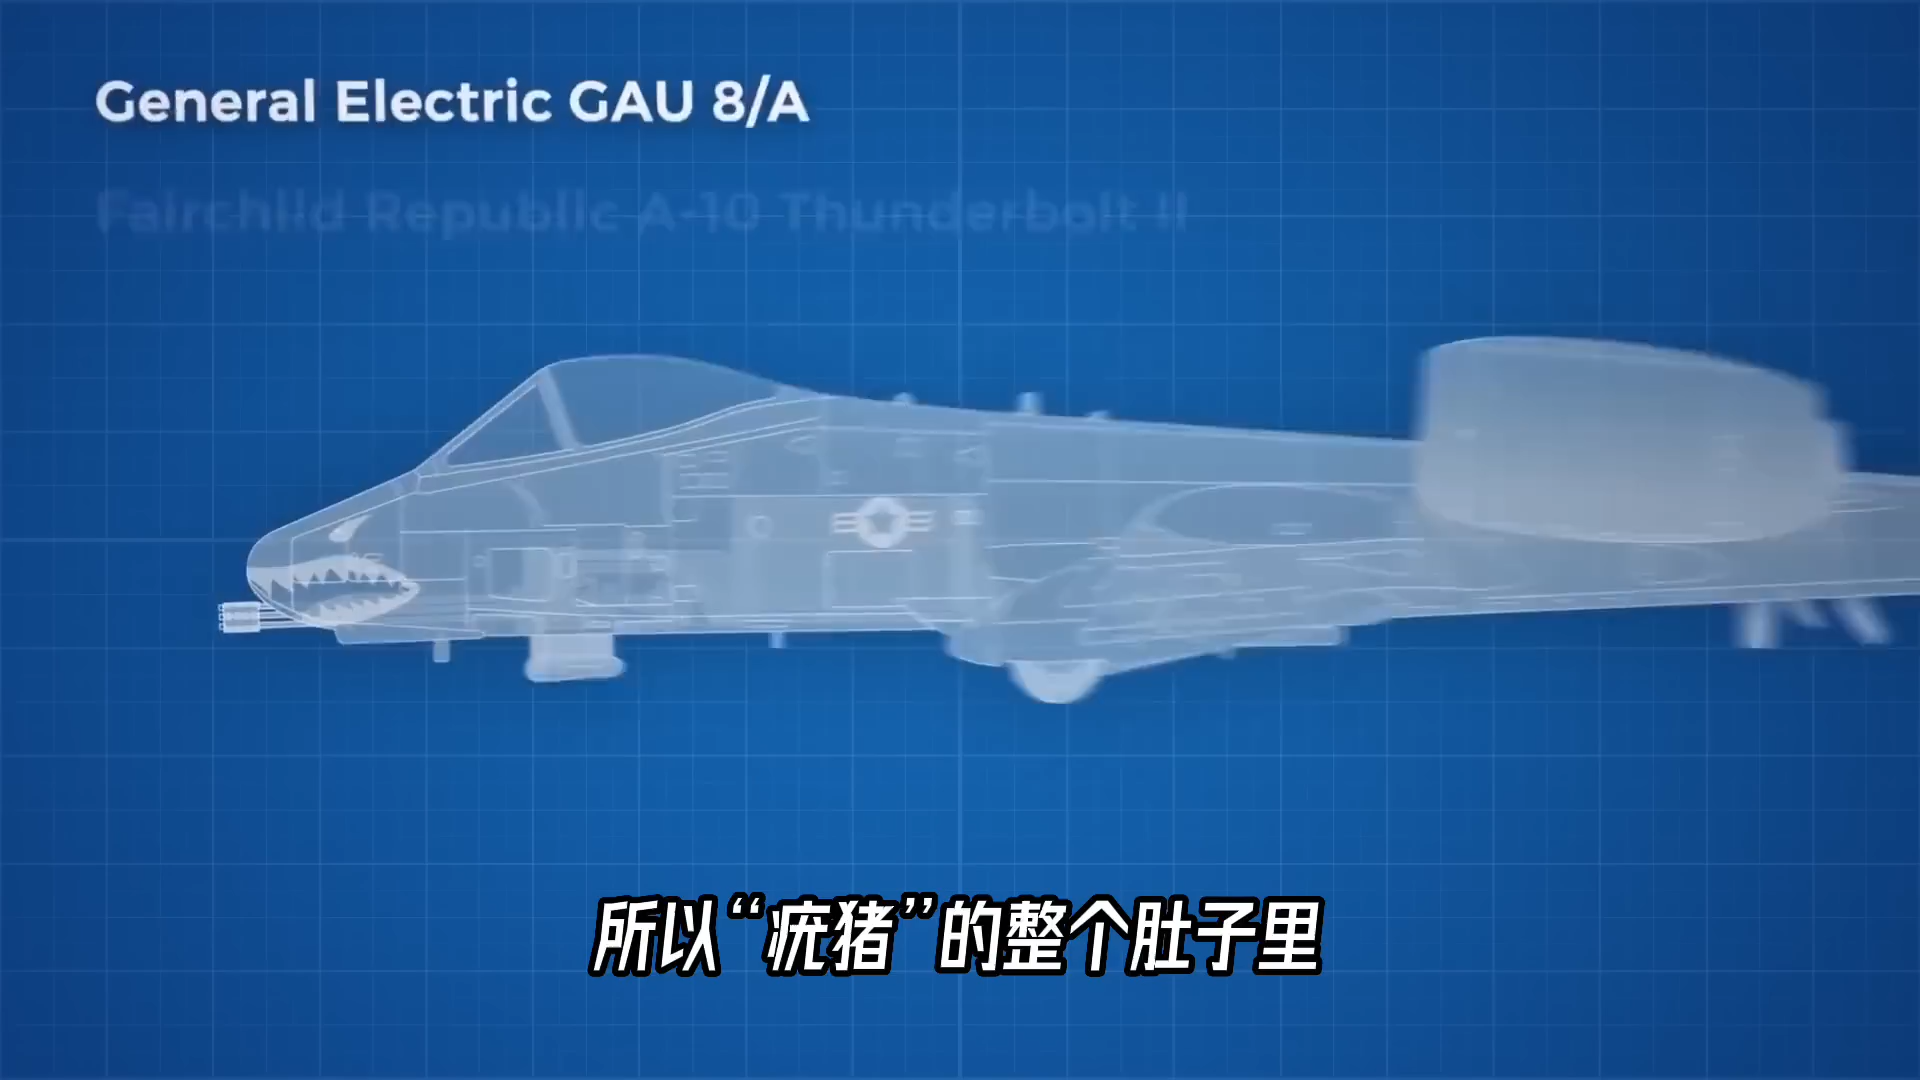 General Electric GAU 8/A
Fairchild Republic A-10 Thunderbolt II
所以“疣猪”的整个肚子里